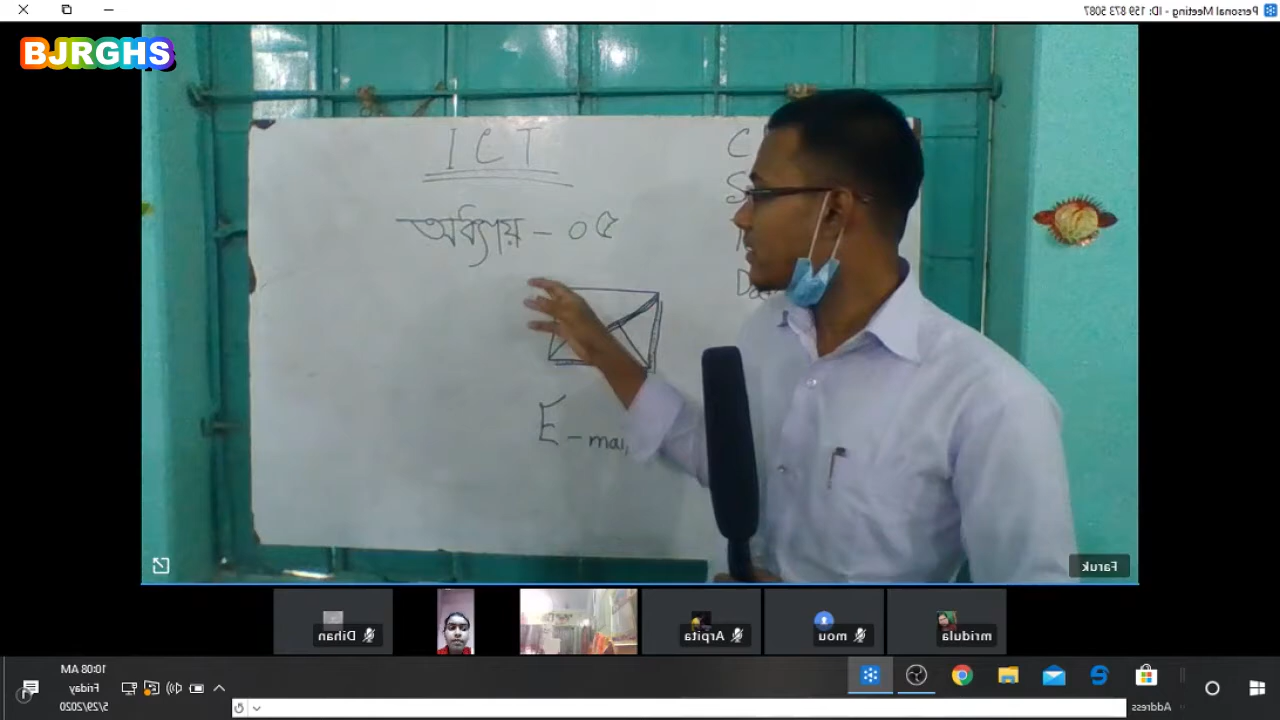 Personal Meeting - ID: 159 873 5087
BJRGHS
ICT
অধ্যায় - ০৫
E - mai
C
S
Faruk
Dihan
Arpita
mou
mridula
10:08 AM
Friday
5/29/2020
Address